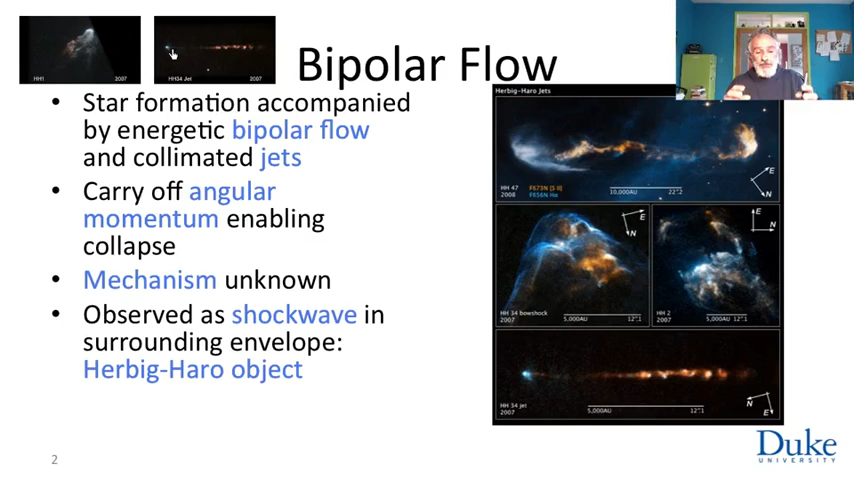 HH1
2007
HH34 Jet
2007
Bipolar Flow
• Star formation accompanied
by energetic bipolar flow
and collimated jets
• Carry off angular
momentum enabling
collapse
• Mechanism unknown
• Observed as shockwave in
surrounding envelope:
Herbig-Haro object
Herbig-Haro Jets
HH 47
2008
F673N [S II]
F656N Hα
10,000AU
22".2
E
N
HH 34 bowshock
2007
5,000AU
12".1
E
N
HH 2
2007
5,000AU
12".1
E
N
HH 34 jet
2007
5,000AU
12".1
N
E
2
Duke
UNIVERSITY